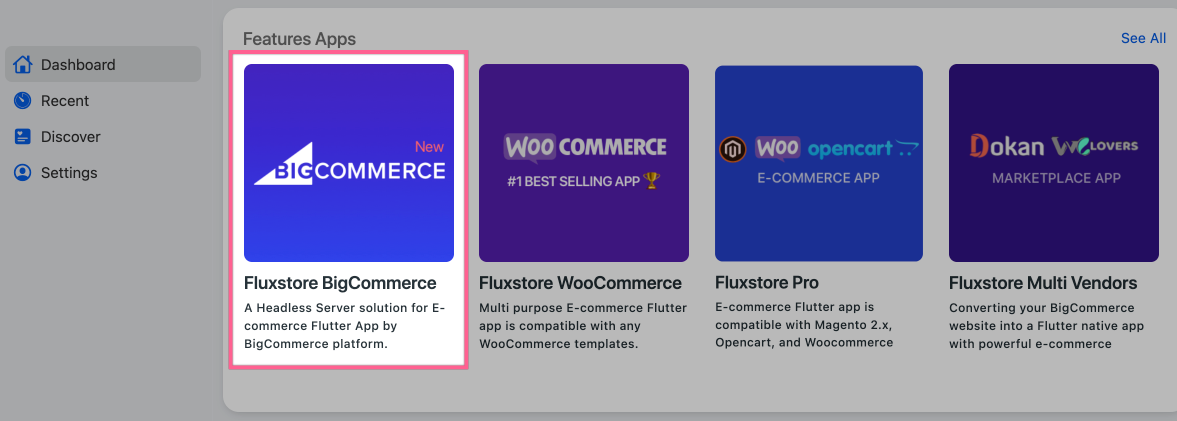 Dashboard
Recent
Discover
Settings
Features Apps
See All
New
BIGCOMMERCE
Fluxstore BigCommerce
A Headless Server solution for E-
commerce Flutter App by
BigCommerce platform.
WOO COMMERCE
#1 BEST SELLING APP
Fluxstore WooCommerce
Multi purpose E-commerce Flutter
app is compatible with any
WooCommerce templates.
WOO opencart
E-COMMERCE APP
Fluxstore Pro
E-commerce Flutter app is
compatible with Magento 2.x,
Opencart, and Woocommerce
Dokan WCLOVERS
MARKETPLACE APP
Fluxstore Multi Vendors
Converting your BigCommerce
website into a Flutter native app
with powerful e-commerce